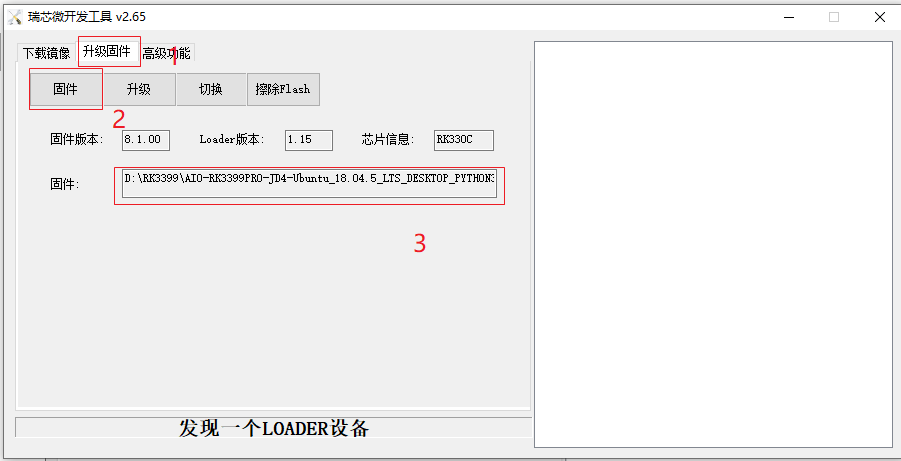 瑞芯微开发工具 v2.65
下载镜像 升级固件 高级功能
1
固件 升级 切换 擦除Flash
2
固件版本: 8.1.00 Loader版本: 1.15 芯片信息: RK330C
固件: D:\RK3399\AIO-RK3399PRO-JD4-Ubuntu_18.04.5_LTS_DESKTOP_PYTHON3
3
发现一个LOADER设备